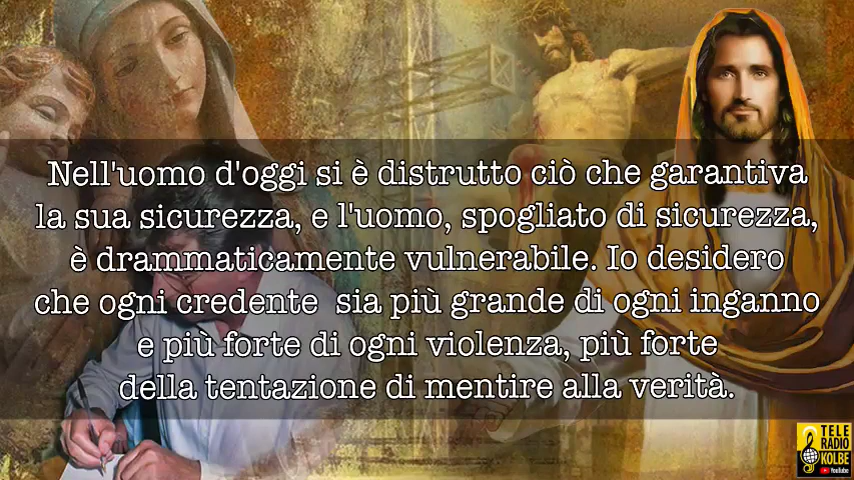 Nell'uomo d'oggi si è distrutto ciò che garantiva
la sua sicurezza, e l'uomo, spogliato di sicurezza,
è drammaticamente vulnerabile. Io desidero
che ogni credente sia più grande di ogni inganno
e più forte di ogni violenza, più forte
della tentazione di mentire alla verità.
TELE
RADIO
KOLBE
YouTube